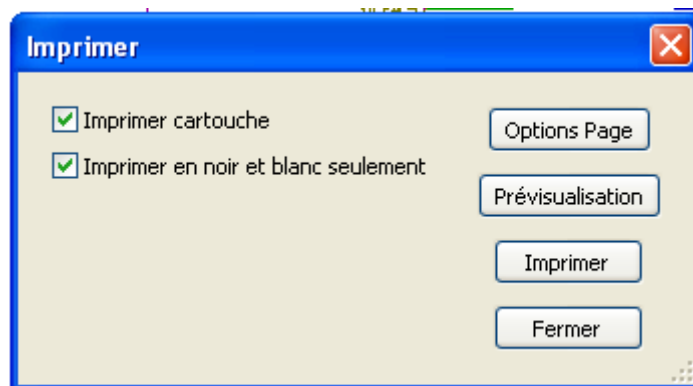 Imprimer
Imprimer cartouche
Imprimer en noir et blanc seulement
Options Page
Prévisualisation
Imprimer
Fermer